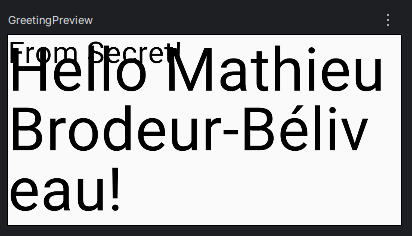 GreetingPreview
From Secret!
Hello Mathieu
Brodeur-Béliv
eau!